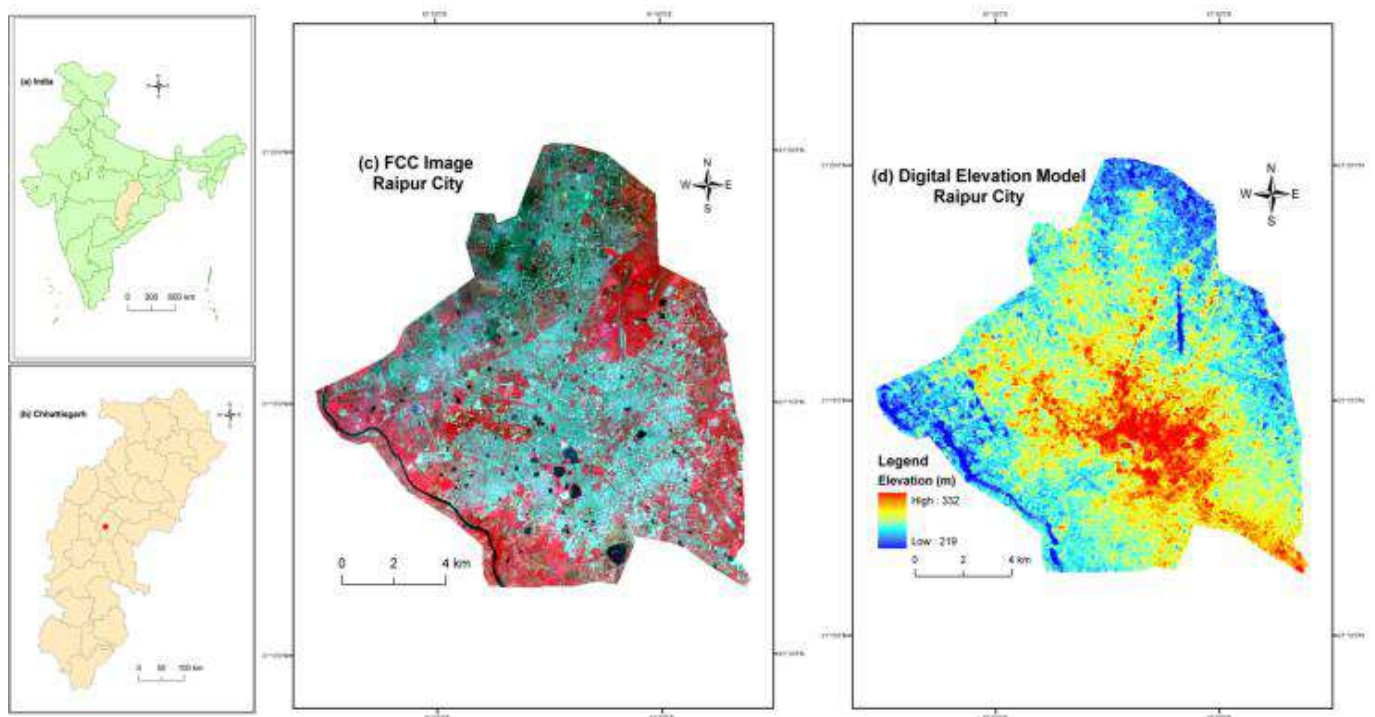 (a) India
0 300 600 km
(b) Chhattisgarh
0 50 100 km
(c) FCC Image
Raipur City
N
W E
S
0 2 4 km
(d) Digital Elevation Model
Raipur City
N
W E
S
Legend
Elevation (m)
High : 332
Low : 219
0 2 4 km